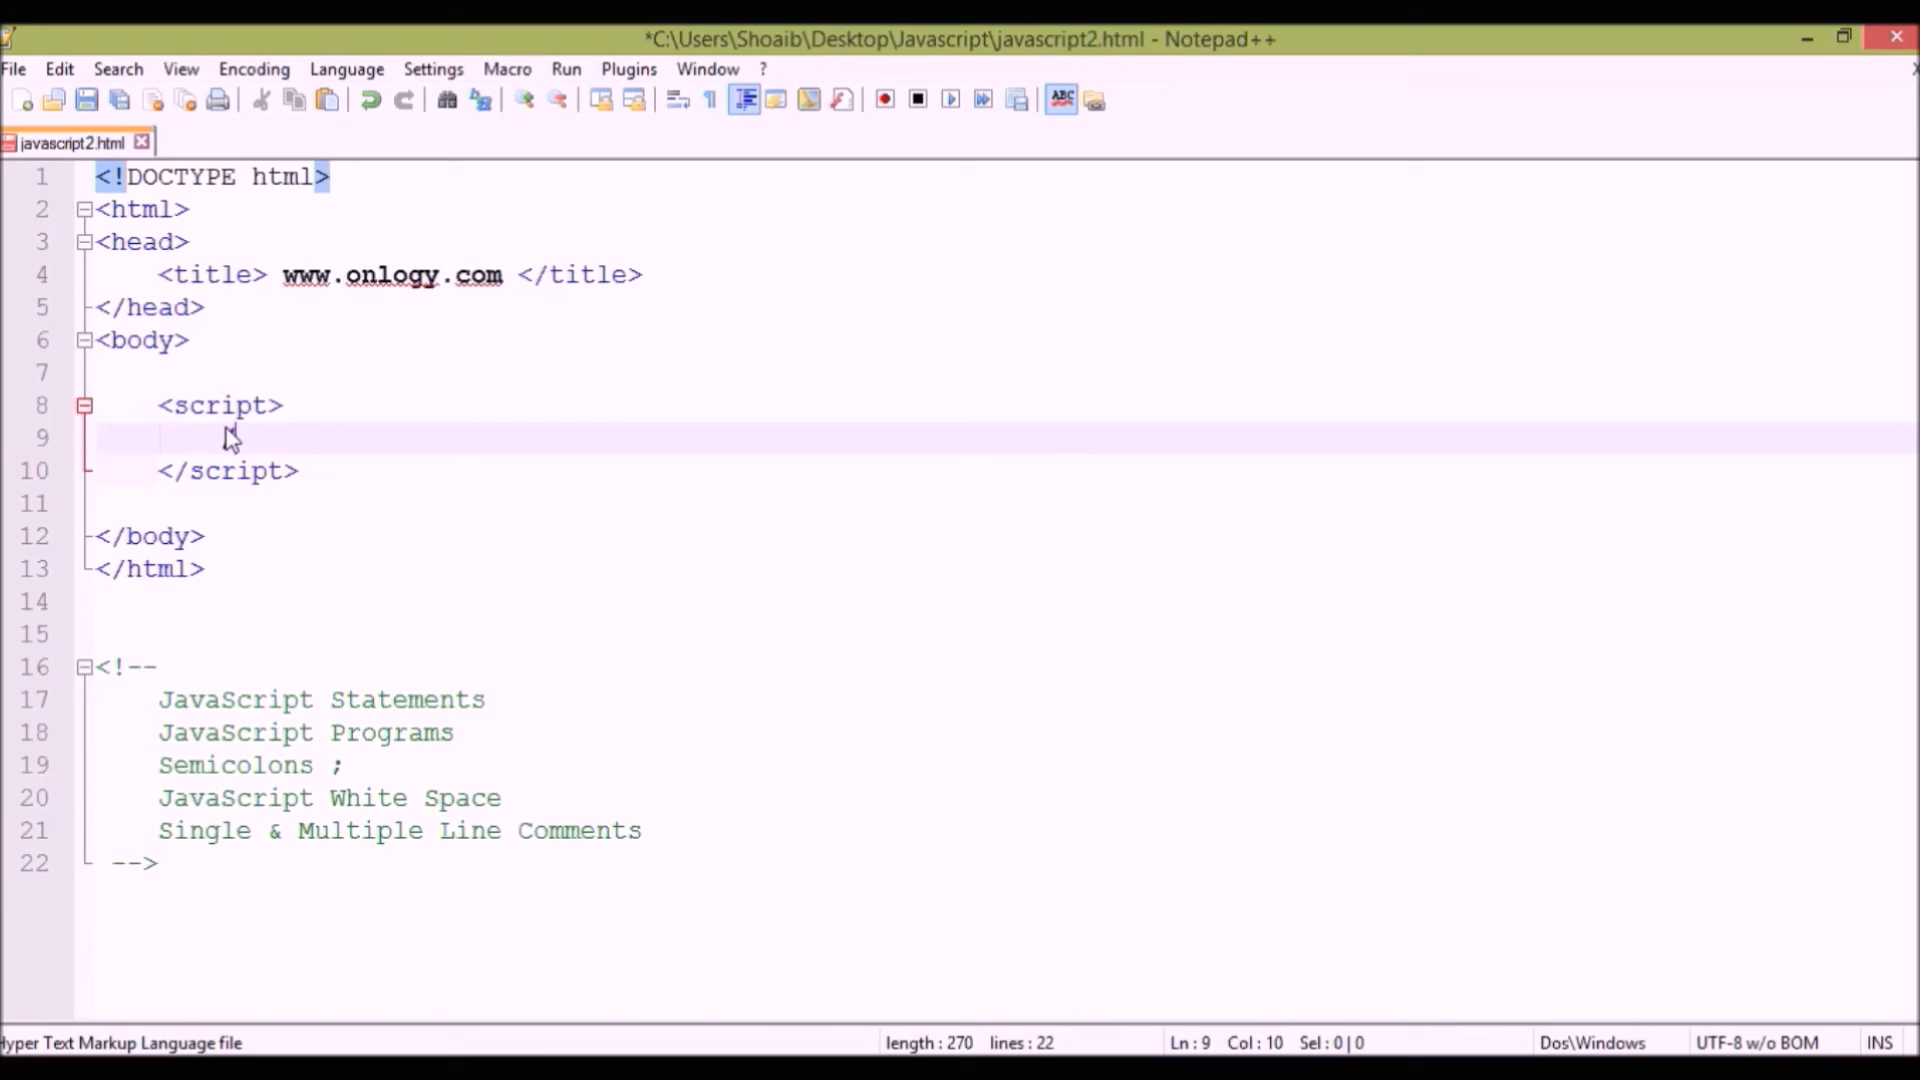 *C:\Users\Shoaib\Desktop\Javascript\javascript2.html - Notepad++
File Edit Search View Encoding Language Settings Macro Run Plugins Window ?
ABC
javascript2.html
1 <!DOCTYPE html>
2 <html>
3 <head>
4 <title> www.onlogy.com </title>
5 </head>
6 <body>
7
8 <script>
9
10 </script>
11
12 </body>
13 </html>
14
15
16 <!--
17 JavaScript Statements
18 JavaScript Programs
19 Semicolons ;
20 JavaScript White Space
21 Single & Multiple Line Comments
22 -->
Hyper Text Markup Language file length : 270 lines : 22 Ln : 9 Col : 10 Sel : 0 | 0 Dos\Windows UTF-8 w/o BOM INS